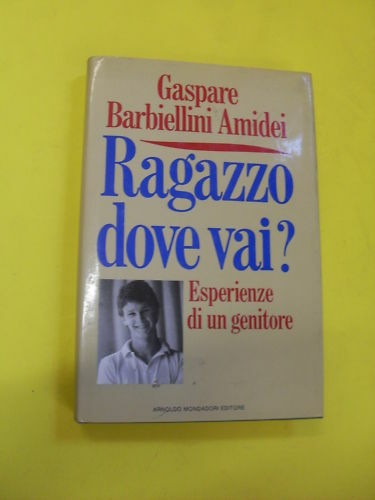 Gaspare
Barbiellini Amidei
Ragazzo
dove vai?
Esperienze
di un genitore
ARNOLDO MONDADORI EDITORE